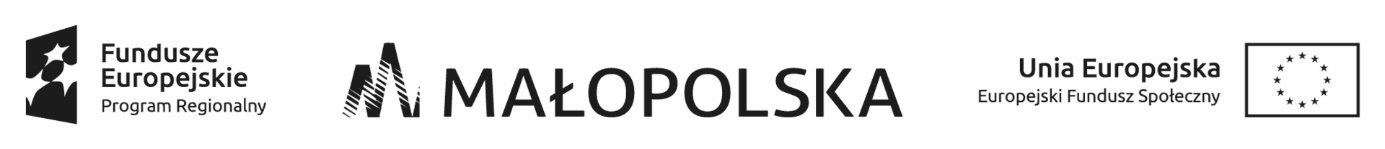 Fundusze
Europejskie
Program Regionalny
MAŁOPOLSKA
Unia Europejska
Europejski Fundusz Społeczny